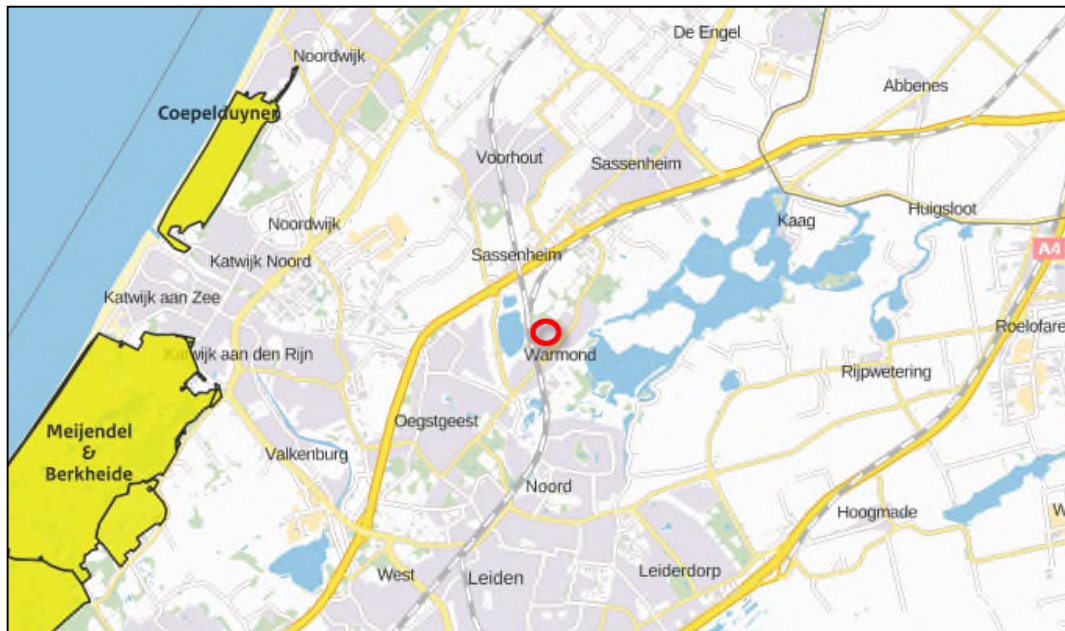 De Engel
Noordwijk
Abbenes
Coepelduynen
Voorhout
Sassenheim
Kaag
Huigsloot
Noordwijk
A4
Sassenheim
Katwijk Noord
Katwijk aan Zee
Roelofare
Katwijk aan den Rijn
Warmond
Rijpwetering
Oegstgeest
Meijendel
&
Berkheide
Valkenburg
Noord
Hoogmade
W
West
Leiden
Leiderdorp